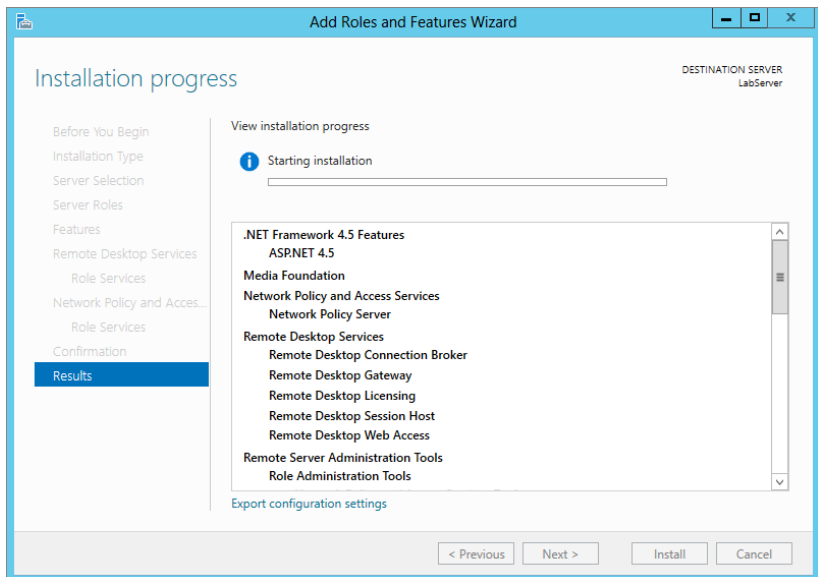 Add Roles and Features Wizard
Installation progress
DESTINATION SERVER
LabServer
Before You Begin
Installation Type
Server Selection
Server Roles
Features
Remote Desktop Services
Role Services
Network Policy and Acces...
Role Services
Confirmation
Results
View installation progress
Starting installation
.NET Framework 4.5 Features
ASP.NET 4.5
Media Foundation
Network Policy and Access Services
Network Policy Server
Remote Desktop Services
Remote Desktop Connection Broker
Remote Desktop Gateway
Remote Desktop Licensing
Remote Desktop Session Host
Remote Desktop Web Access
Remote Server Administration Tools
Role Administration Tools
Export configuration settings
< Previous Next > Install Cancel